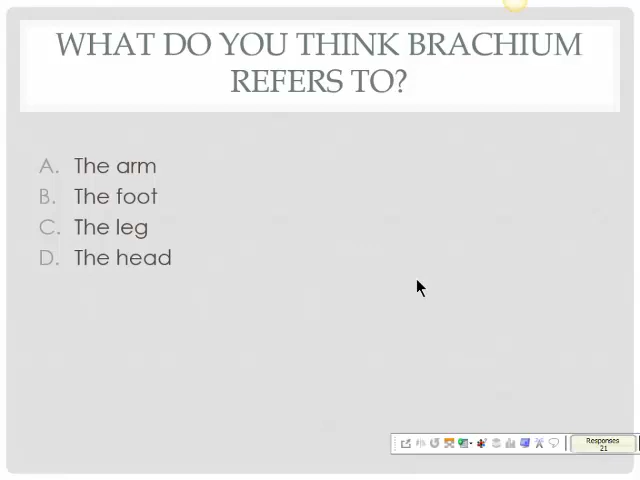 WHAT DO YOU THINK BRACHIUM
REFERS TO?
A. The arm
B. The foot
C. The leg
D. The head
Responses
21